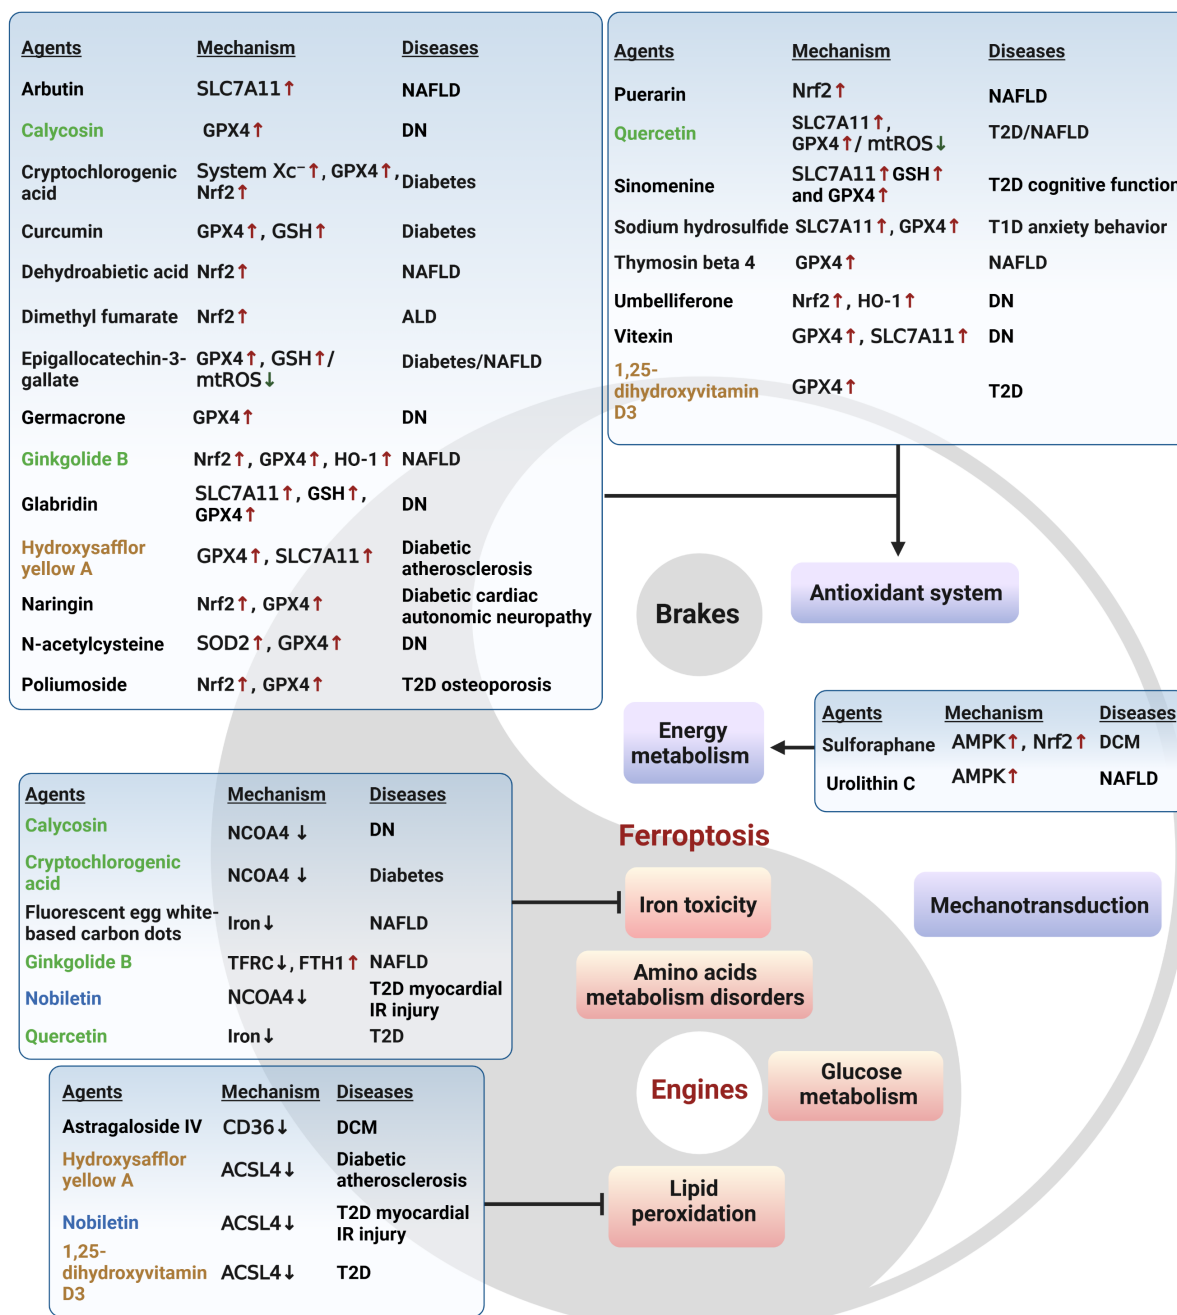 Agents Mechanism Diseases
Arbutin SLC7A11↑ NAFLD
Calycosin GPX4↑ DN
Cryptochlorogenic System Xc⁻↑, GPX4↑, Diabetes
acid Nrf2↑
Curcumin GPX4↑, GSH↑ Diabetes
Dehydroabietic acid Nrf2↑ NAFLD
Dimethyl fumarate Nrf2↑ ALD
Epigallocatechin-3- GPX4↑, GSH↑/ Diabetes/NAFLD
gallate mtROS↓
Germacrone GPX4↑ DN
Ginkgolide B Nrf2↑, GPX4↑, HO-1↑ NAFLD
Glabridin SLC7A11↑, GSH↑, DN
GPX4↑
Hydroxysafflor GPX4↑, SLC7A11↑ Diabetic
yellow A atherosclerosis
Naringin Nrf2↑, GPX4↑ Diabetic cardiac
autonomic neuropathy
N-acetylcysteine SOD2↑, GPX4↑ DN
Poliumoside Nrf2↑, GPX4↑ T2D osteoporosis
Agents Mechanism Diseases
Puerarin Nrf2↑ NAFLD
Quercetin SLC7A11↑, T2D/NAFLD
GPX4↑/ mtROS↓
Sinomenine SLC7A11↑GSH↑ T2D cognitive function
and GPX4↑
Sodium hydrosulfide SLC7A11↑, GPX4↑ T1D anxiety behavior
Thymosin beta 4 GPX4↑ NAFLD
Umbelliferone Nrf2↑, HO-1↑ DN
Vitexin GPX4↑, SLC7A11↑ DN
1,25-
dihydroxyvitamin GPX4↑ T2D
D3
Brakes
Antioxidant system
Energy
metabolism
Agents Mechanism Diseases
Sulforaphane AMPK↑, Nrf2↑ DCM
Urolithin C AMPK↑ NAFLD
Ferroptosis
Agents Mechanism Diseases
Calycosin NCOA4 ↓ DN
Cryptochlorogenic
acid NCOA4 ↓ Diabetes
Fluorescent egg white-
based carbon dots Iron↓ NAFLD
Ginkgolide B TFRC↓, FTH1↑ NAFLD
Nobiletin NCOA4↓ T2D myocardial
IR injury
Quercetin Iron↓ T2D
Iron toxicity
Mechanotransduction
Amino acids
metabolism disorders
Engines
Glucose
metabolism
Agents Mechanism Diseases
Astragaloside IV CD36↓ DCM
Hydroxysafflor ACSL4↓ Diabetic
yellow A atherosclerosis
Nobiletin ACSL4↓ T2D myocardial
IR injury
1,25-
dihydroxyvitamin ACSL4↓ T2D
D3
Lipid
peroxidation